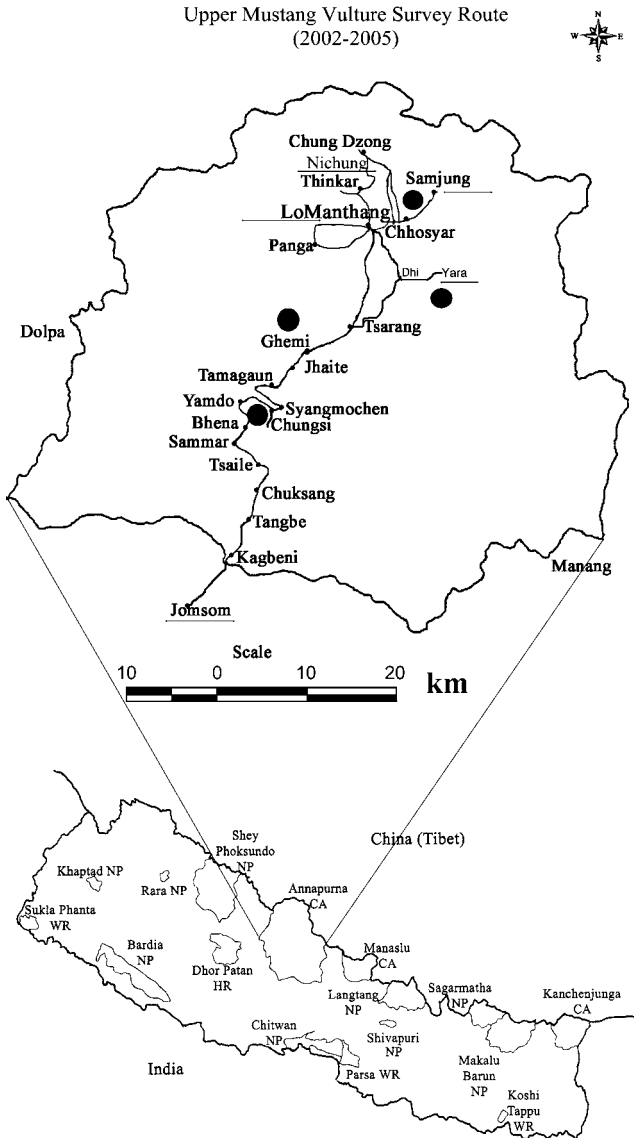 Upper Mustang Vulture Survey Route
(2002-2005)
N
W E
S
Chung Dzong
Nichung
Thinkar
Samjung
LoManthang
Chhosyar
Panga
Dhi
Yara
Dolpa
Tsarang
Ghemi
Jhaite
Tamagaun
Yamdo
Syangmochen
Bhena
Chungsi
Sammar
Tsaile
Chuksang
Tangbe
Kagbeni
Manang
Jomsom
Scale
10 0 10 20
km
China (Tibet)
Shey
Phoksundo
NP
Khaptad NP
Rara NP
Annapurna
CA
Sukla Phanta
WR
Bardia
NP
Dhor Patan
HR
Manaslu
CA
Langtang
NP
Sagarmatha
NP
Kanchenjunga
CA
Chitwan
NP
Shivapuri
NP
India
Parsa WR
Makalu
Barun
NP
Koshi
Tappu
WR